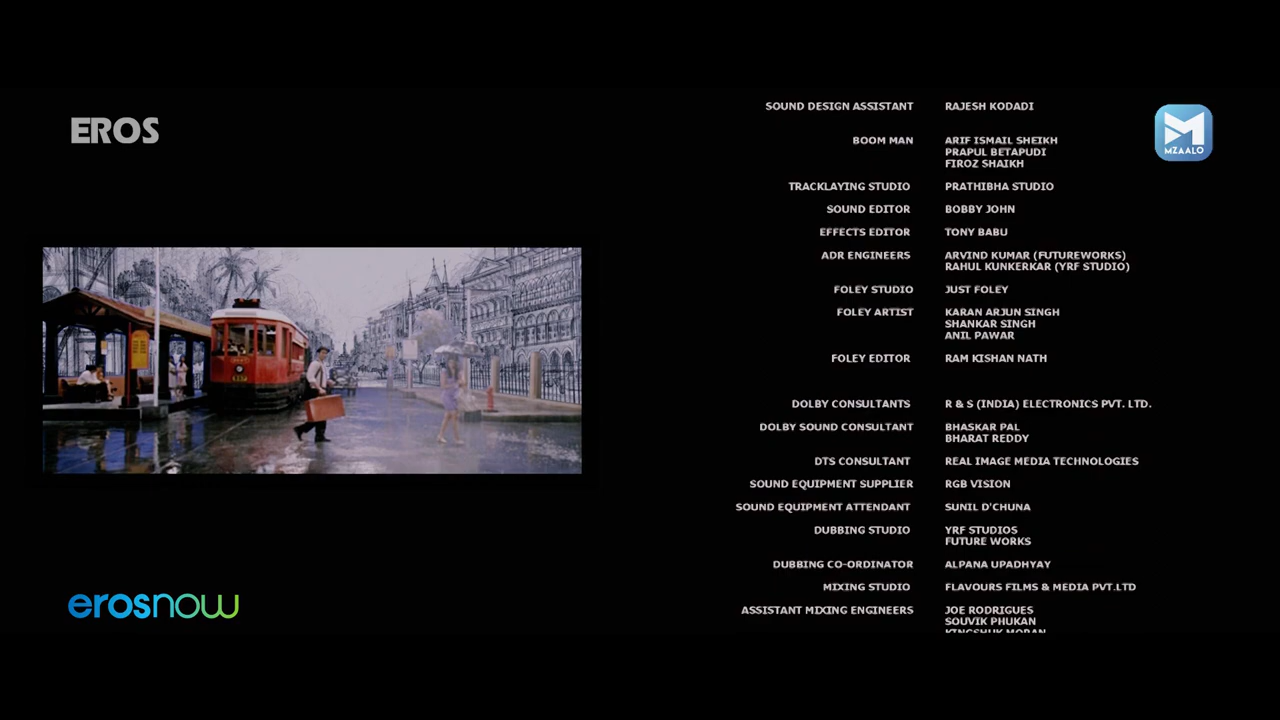 EROS
MZAALO
SOUND DESIGN ASSISTANT RAJESH KODADI
BOOM MAN ARIF ISMAIL SHEIKH
PRAPUL BETAPUDI
FIROZ SHAIKH
TRACKLAYING STUDIO PRATHIBHA STUDIO
SOUND EDITOR BOBBY JOHN
EFFECTS EDITOR TONY BABU
ADR ENGINEERS ARVIND KUMAR (FUTUREWORKS)
RAHUL KUNKERKAR (YRF STUDIO)
FOLEY STUDIO JUST FOLEY
FOLEY ARTIST KARAN ARJUN SINGH
SHANKAR SINGH
ANIL PAWAR
FOLEY EDITOR RAM KISHAN NATH
DOLBY CONSULTANTS R & S (INDIA) ELECTRONICS PVT. LTD.
DOLBY SOUND CONSULTANT BHASKAR PAL
BHARAT REDDY
DTS CONSULTANT REAL IMAGE MEDIA TECHNOLOGIES
SOUND EQUIPMENT SUPPLIER RGB VISION
SOUND EQUIPMENT ATTENDANT SUNIL D'CHUNA
DUBBING STUDIO YRF STUDIOS
FUTURE WORKS
DUBBING CO-ORDINATOR ALPANA UPADHYAY
MIXING STUDIO FLAVOURS FILMS & MEDIA PVT.LTD
ASSISTANT MIXING ENGINEERS JOE RODRIGUES
SOUVIK PHUKAN
erosnow